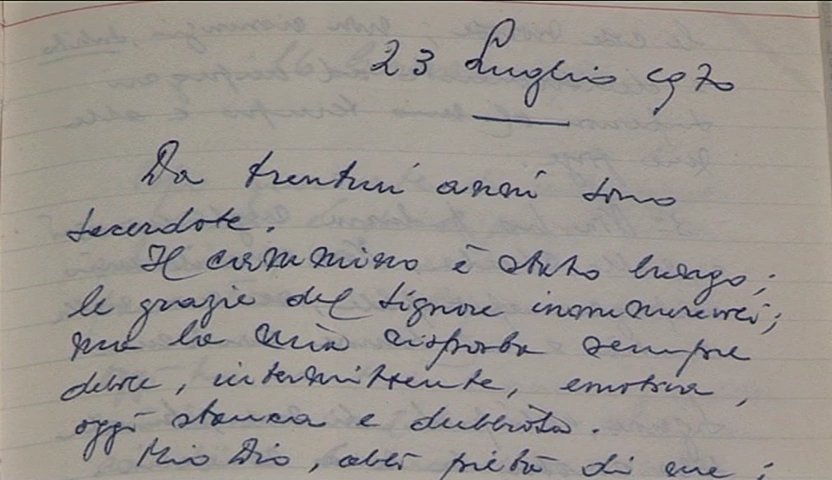 23 Luglio 1970
Da trentun anni sono
sacerdote.
Il cammino è stato lungo;
le grazie del Signore innumerevoli;
ma la mia risposta sempre
debole, intermittente, emotiva,
oggi stanca e dubbiosa.
Mio Dio, abbi pietà di me;